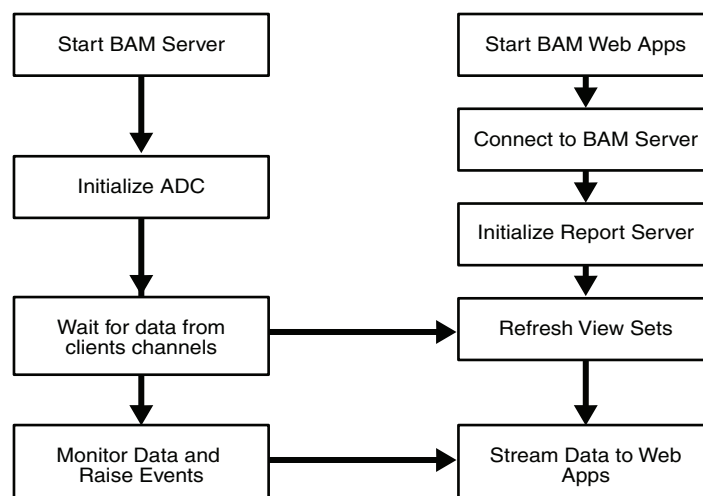 Start BAM Server
Initialize ADC
Wait for data from
clients channels
Monitor Data and
Raise Events
Start BAM Web Apps
Connect to BAM Server
Initialize Report Server
Refresh View Sets
Stream Data to Web
Apps